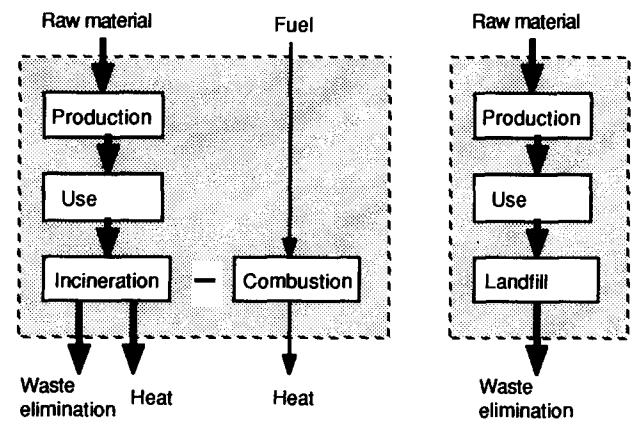 Raw material
Fuel
Production
Use
Incineration
–
Combustion
Waste
elimination
Heat
Heat
Raw material
Production
Use
Landfill
Waste
elimination